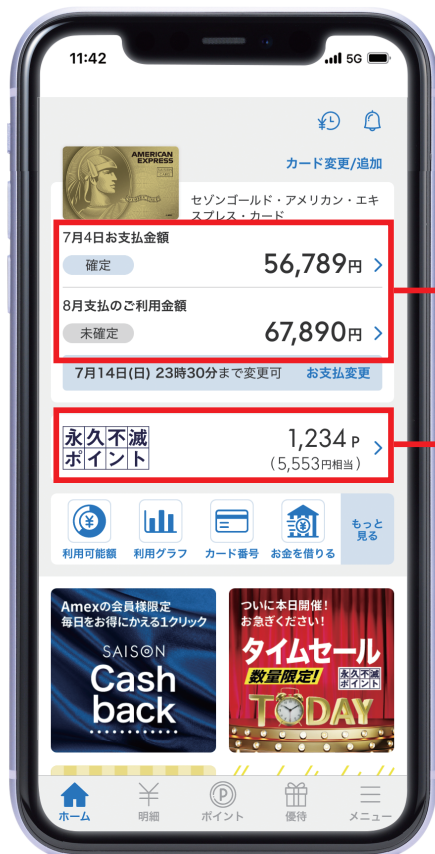 11:42
5G
AMERICAN
EXPRESS
カード変更/追加
セゾンゴールド・アメリカン・エキ
スプレス・カード
7月4日お支払金額
確定
56,789円
8月支払のご利用金額
未確定
67,890円
7月14日(日) 23時30分まで変更可 お支払変更
永久不滅
ポイント
1,234 P
(5,553円相当)
利用可能額
利用グラフ
カード番号
お金を借りる
もっと
見る
Amexの会員様限定
毎日をお得にかえる1クリック
SAISON
Cash
back
ついに本日開催!
お急ぎください!
タイムセール
数量限定!
永久不滅
ポイント
TODAY
ホーム
明細
ポイント
優待
メニュー